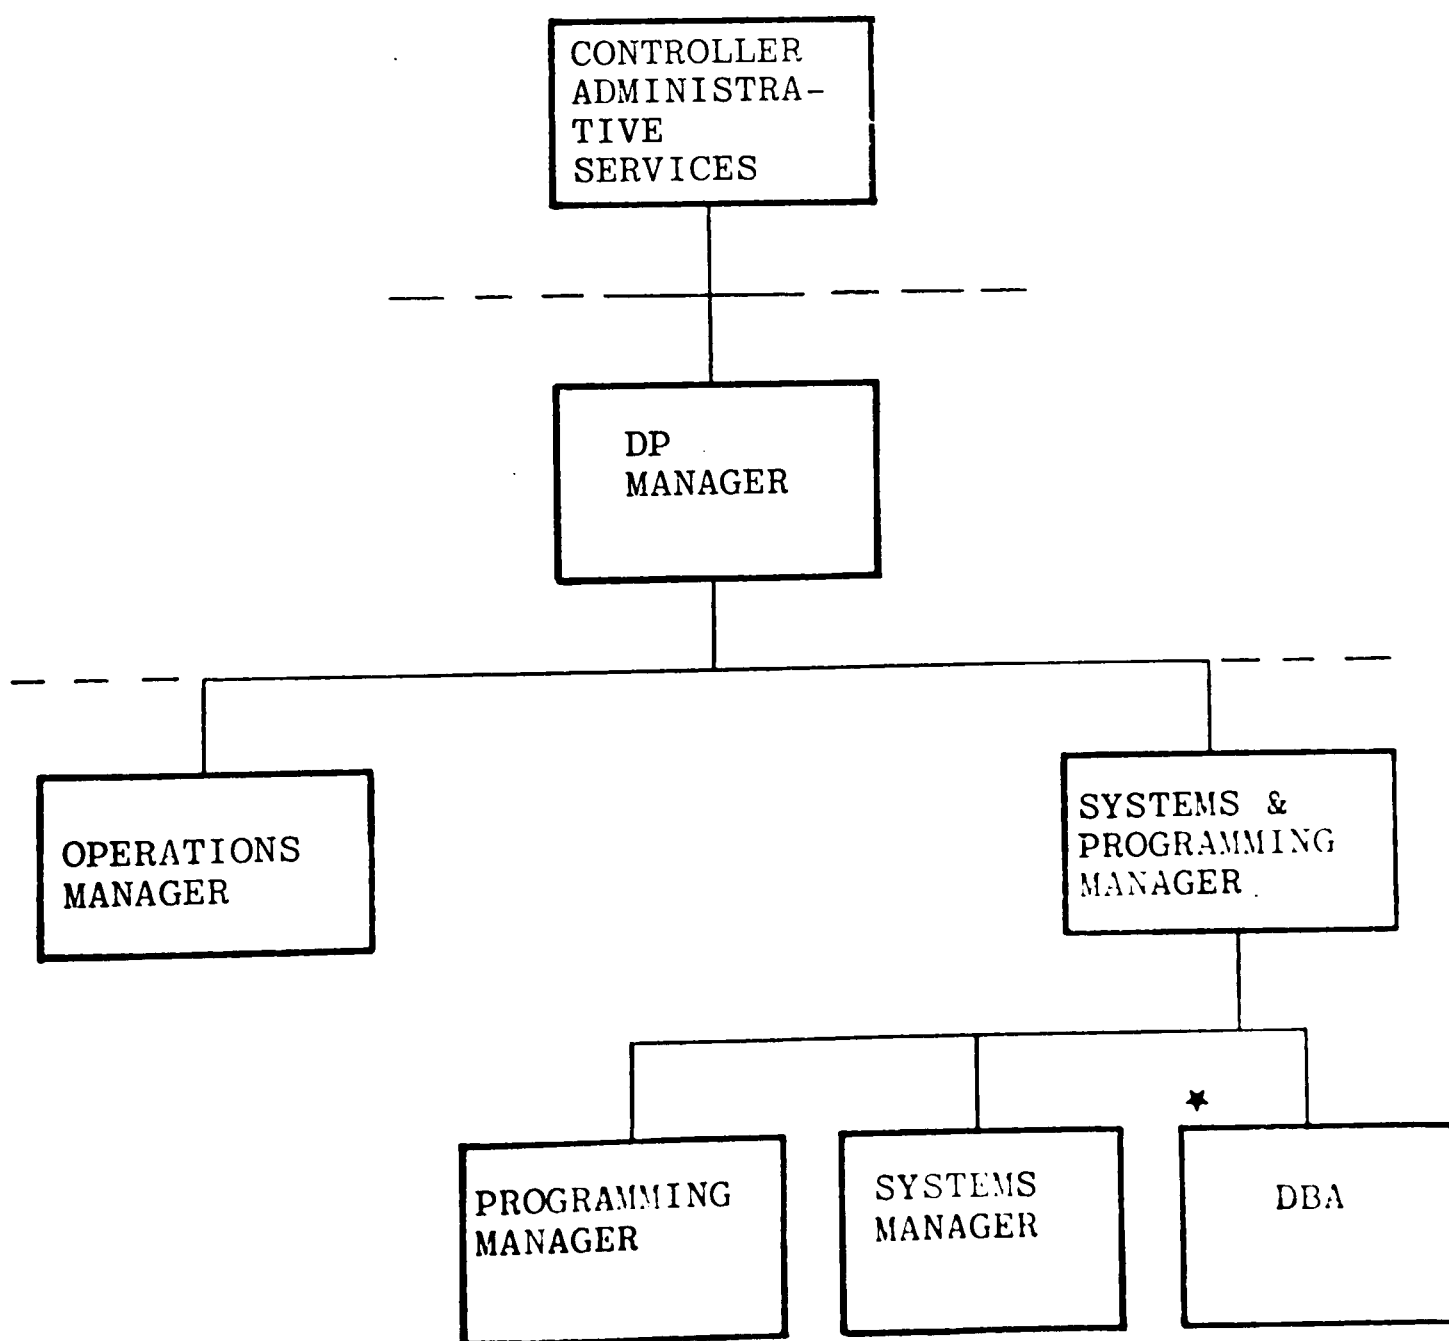 CONTROLLER
ADMINISTRA-
TIVE
SERVICES
DP
MANAGER
OPERATIONS
MANAGER
SYSTEMS &
PROGRAMMING
MANAGER
★
PROGRAMMING
MANAGER
SYSTEMS
MANAGER
DBA